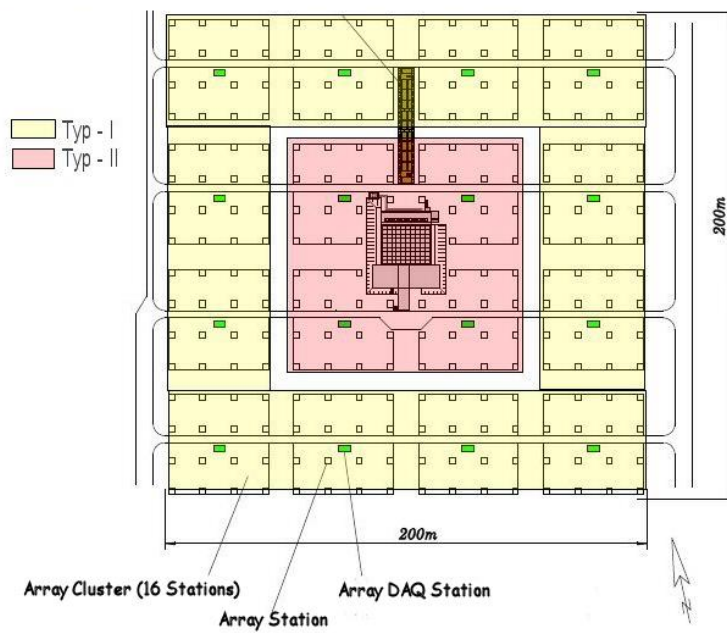 Typ - I
Typ - II
200m
200m
Array Cluster (16 Stations)
Array DAQ Station
Array Station